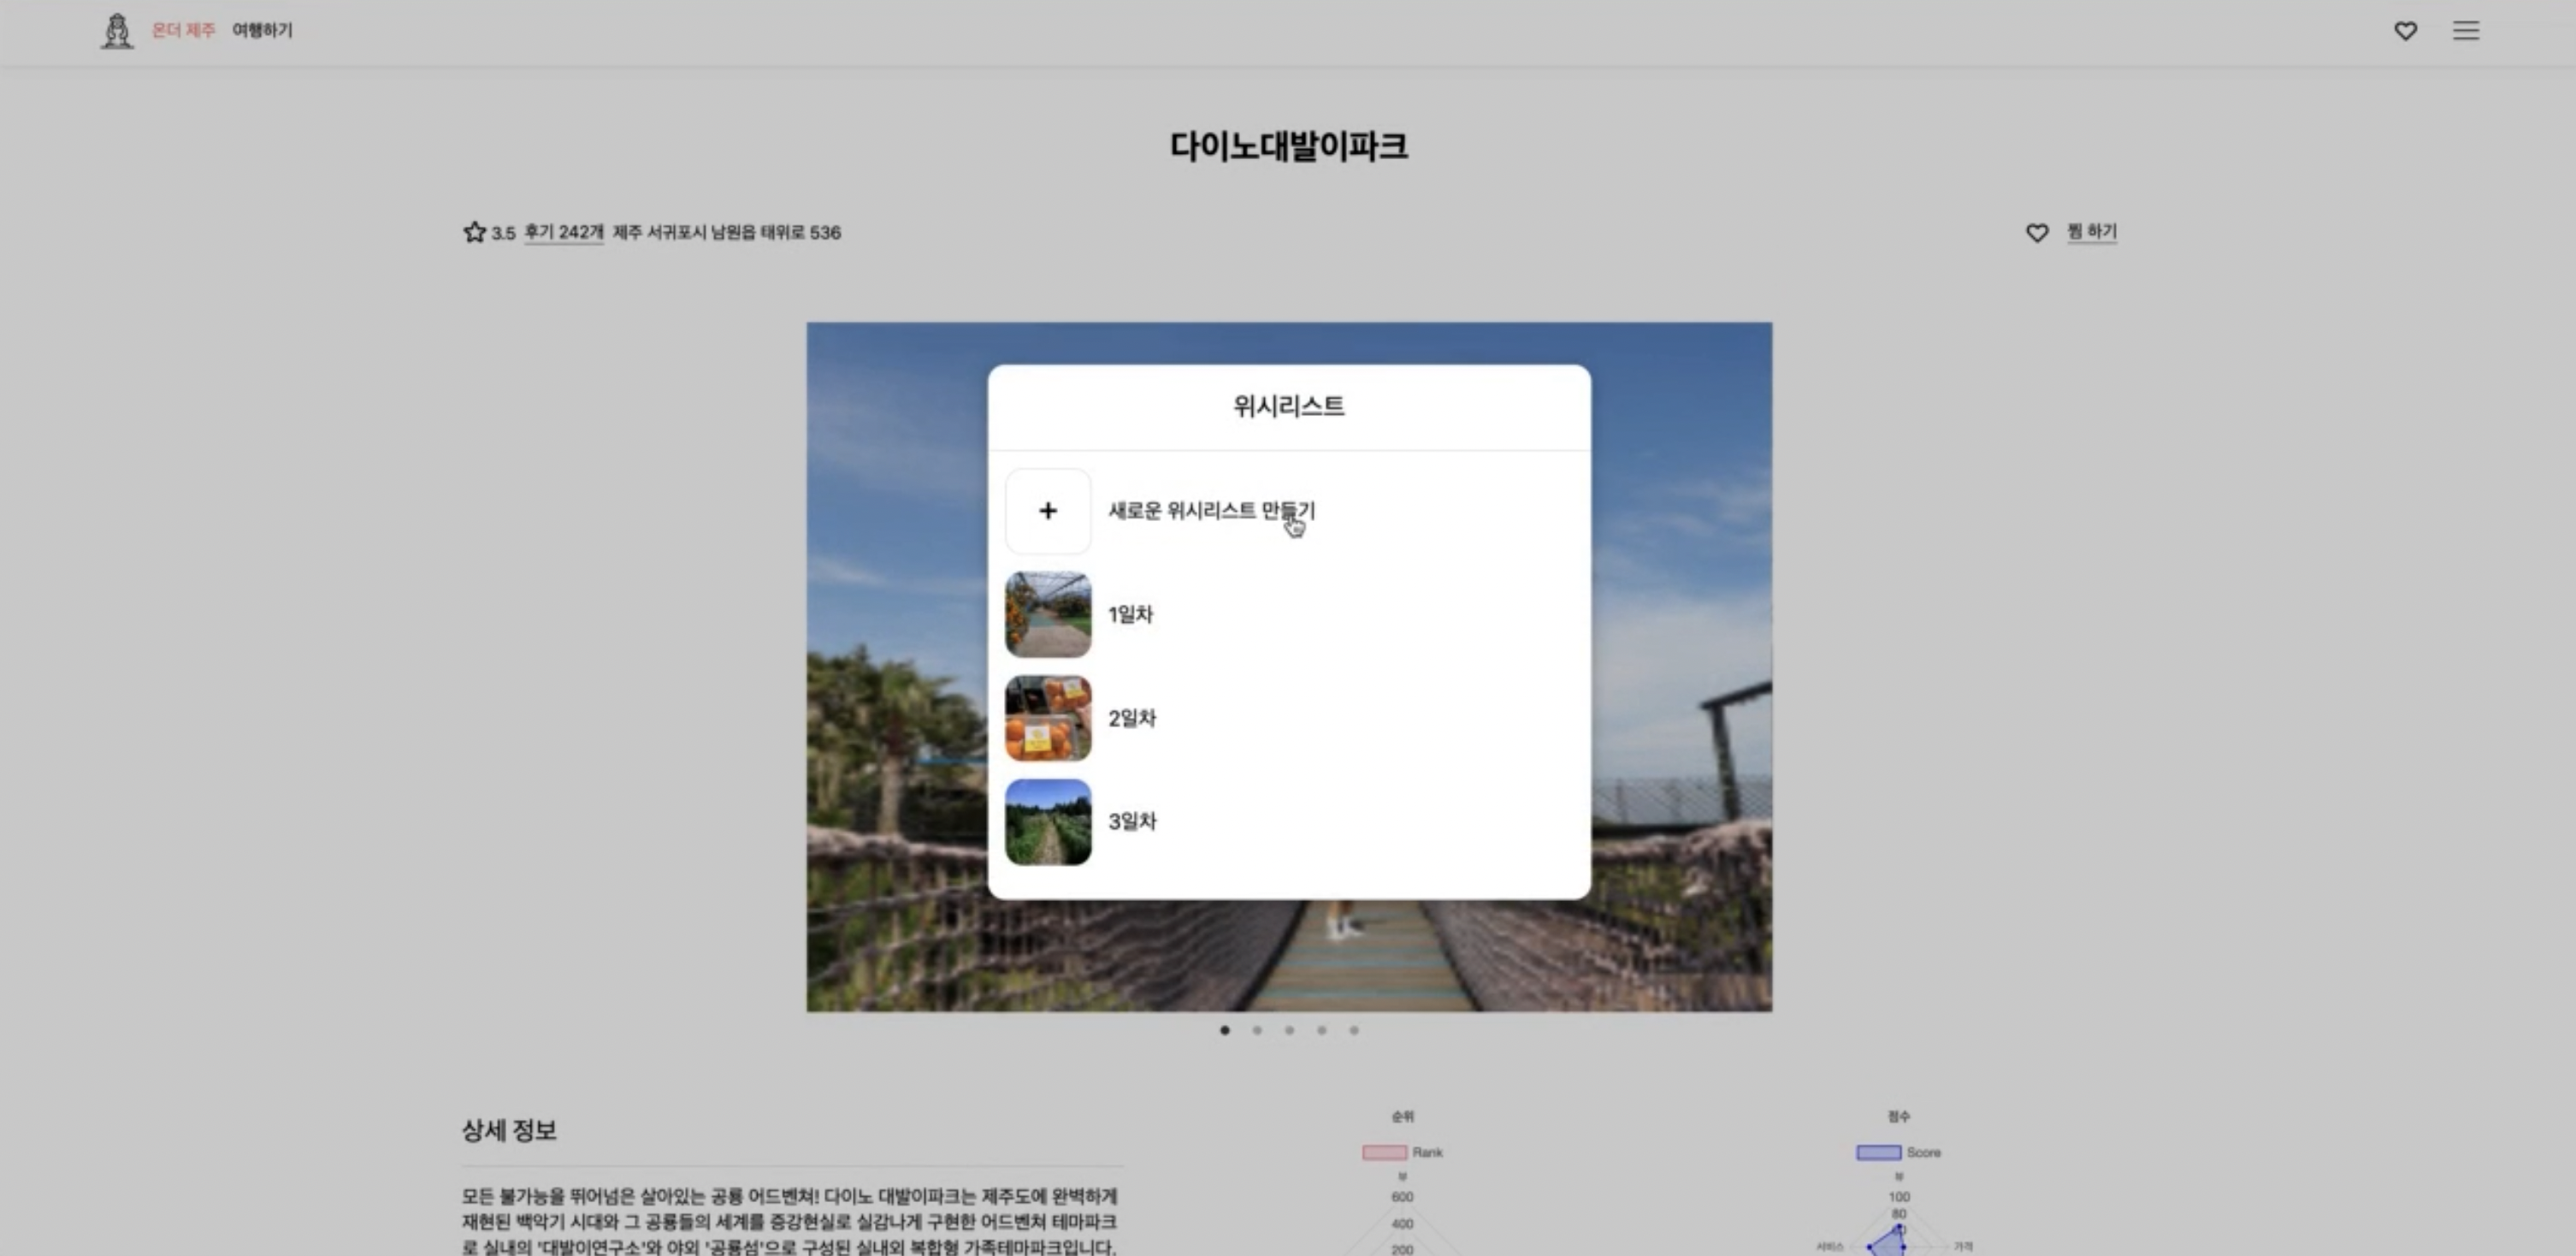 온더 제주 여행하기
다이노대발이파크
3.5 후기 242개 제주 서귀포시 남원읍 태위로 536
찜 하기
위시리스트
+ 새로운 위시리스트 만들기
1일차
2일차
3일차
상세 정보
모든 불가능을 뛰어넘은 살아있는 공룡 어드벤쳐! 다이노 대발이파크는 제주도에 완벽하게
재현된 백악기 시대와 그 공룡들의 세계를 증강현실로 실감나게 구현한 어드벤쳐 테마파크
로 실내의 '대발이연구소'와 야외 '공룡섬'으로 구성된 실내외 복합형 가족테마파크입니다.
순위
Rank
뷰
600
400
200
점수
Score
뷰
100
80
서비스
가격